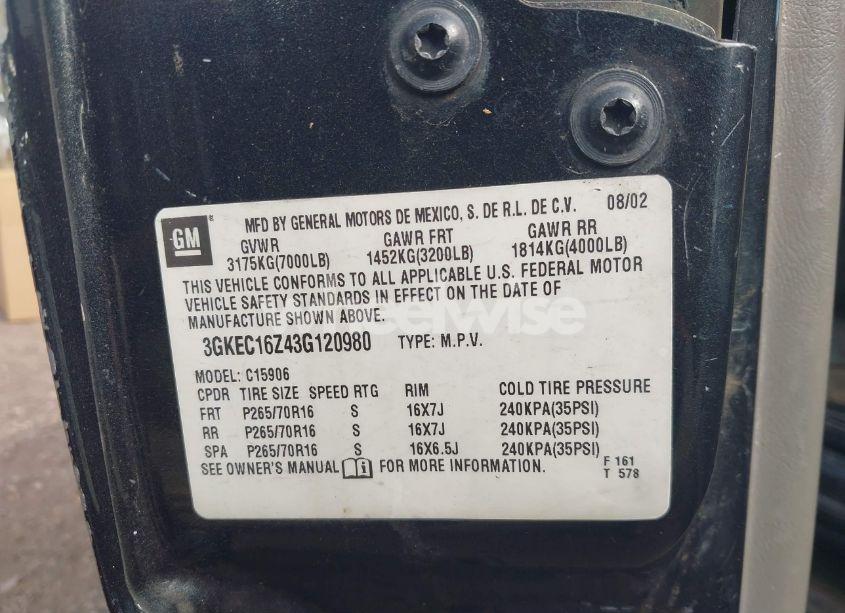 GM
MFD BY GENERAL MOTORS DE MEXICO, S. DE R.L. DE C.V. 08/02
GVWR GAWR FRT GAWR RR
3175KG(7000LB) 1452KG(3200LB) 1814KG(4000LB)
THIS VEHICLE CONFORMS TO ALL APPLICABLE U.S. FEDERAL MOTOR
VEHICLE SAFETY STANDARDS IN EFFECT ON THE DATE OF
MANUFACTURE SHOWN ABOVE.
3GKEC16Z43G120980 TYPE: M.P.V.
MODEL: C15906
CPDR TIRE SIZE SPEED RTG RIM COLD TIRE PRESSURE
FRT P265/70R16 S 16X7J 240KPA(35PSI)
RR P265/70R16 S 16X7J 240KPA(35PSI)
SPA P265/70R16 S 16X6.5J 240KPA(35PSI)
SEE OWNER'S MANUAL FOR MORE INFORMATION.
F 161
T 578